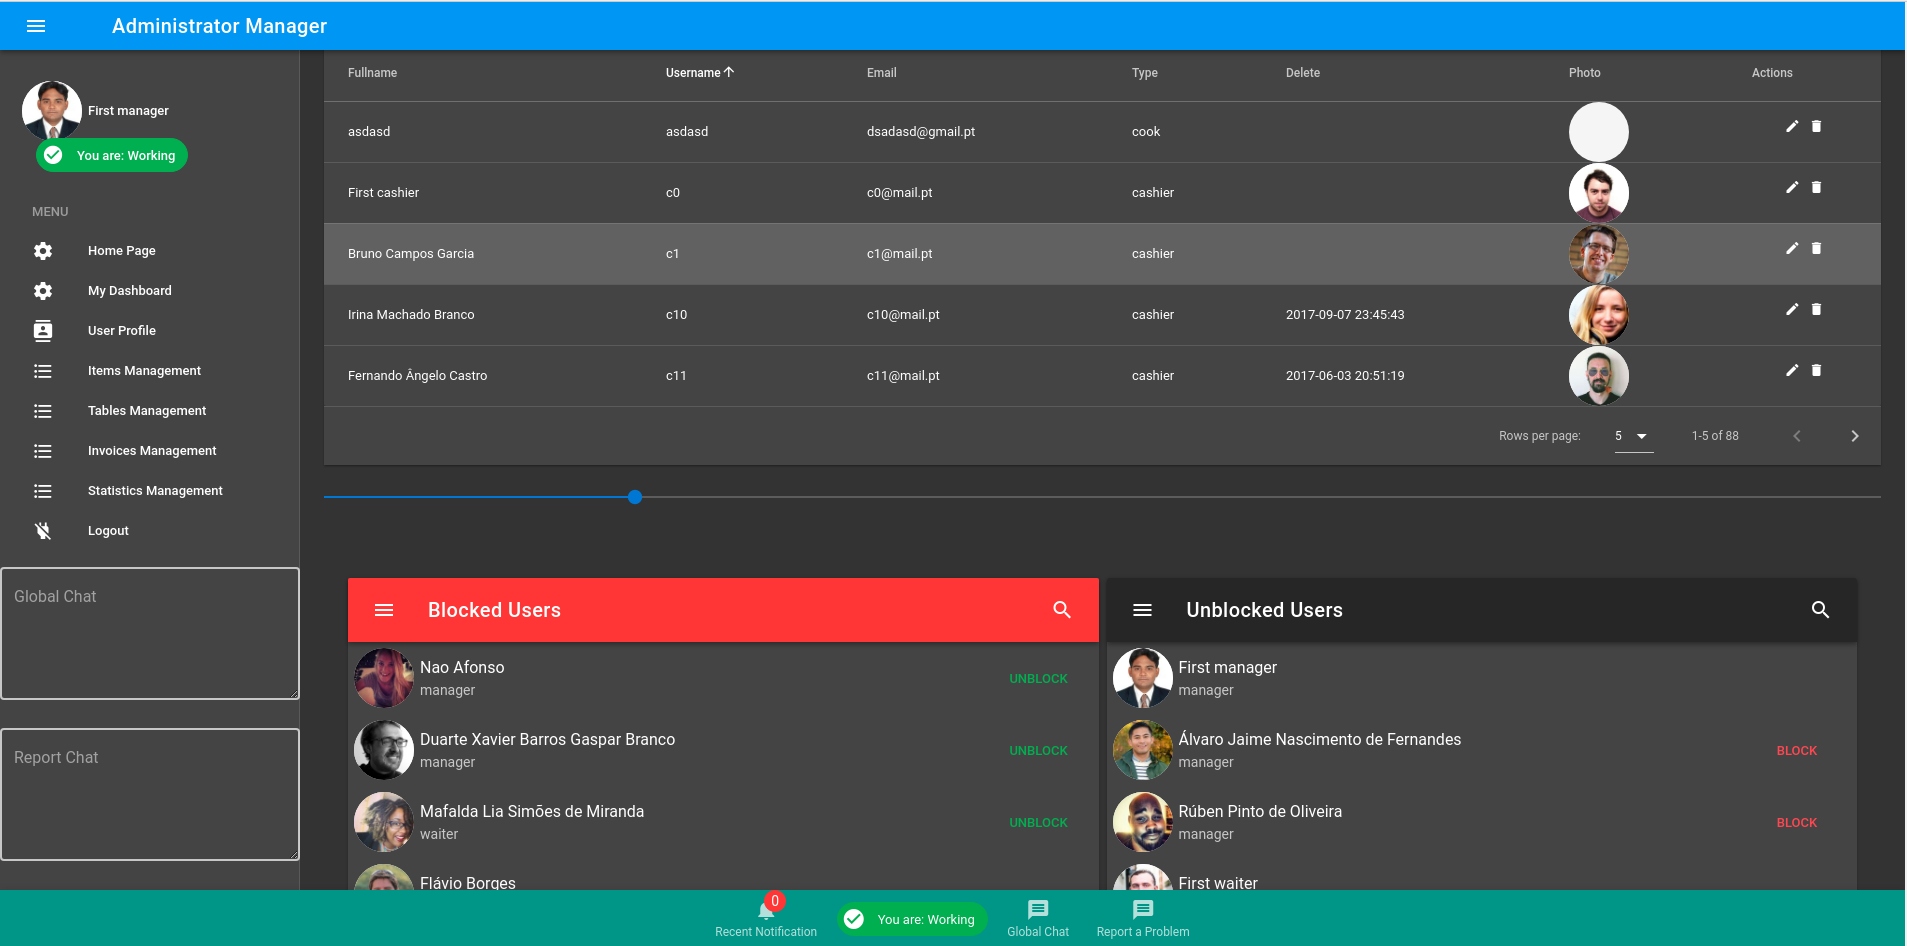 Administrator Manager
First manager
You are: Working
MENU
Home Page
My Dashboard
User Profile
Items Management
Tables Management
Invoices Management
Statistics Management
Logout
Global Chat
Report Chat
Fullname Username Email Type Delete Photo Actions
asdasd asdasd dsadasd@gmail.pt cook
First cashier c0 c0@mail.pt cashier
Bruno Campos Garcia c1 c1@mail.pt cashier
Irina Machado Branco c10 c10@mail.pt cashier 2017-09-07 23:45:43
Fernando Ângelo Castro c11 c11@mail.pt cashier 2017-06-03 20:51:19
Rows per page: 5 1-5 of 88
Blocked Users
Nao Afonso
manager
UNBLOCK
Duarte Xavier Barros Gaspar Branco
manager
UNBLOCK
Mafalda Lia Simões de Miranda
waiter
UNBLOCK
Flávio Borges
Unblocked Users
First manager
manager
Álvaro Jaime Nascimento de Fernandes
manager
BLOCK
Rúben Pinto de Oliveira
manager
BLOCK
First waiter
0
Recent Notification
You are: Working
Global Chat
Report a Problem